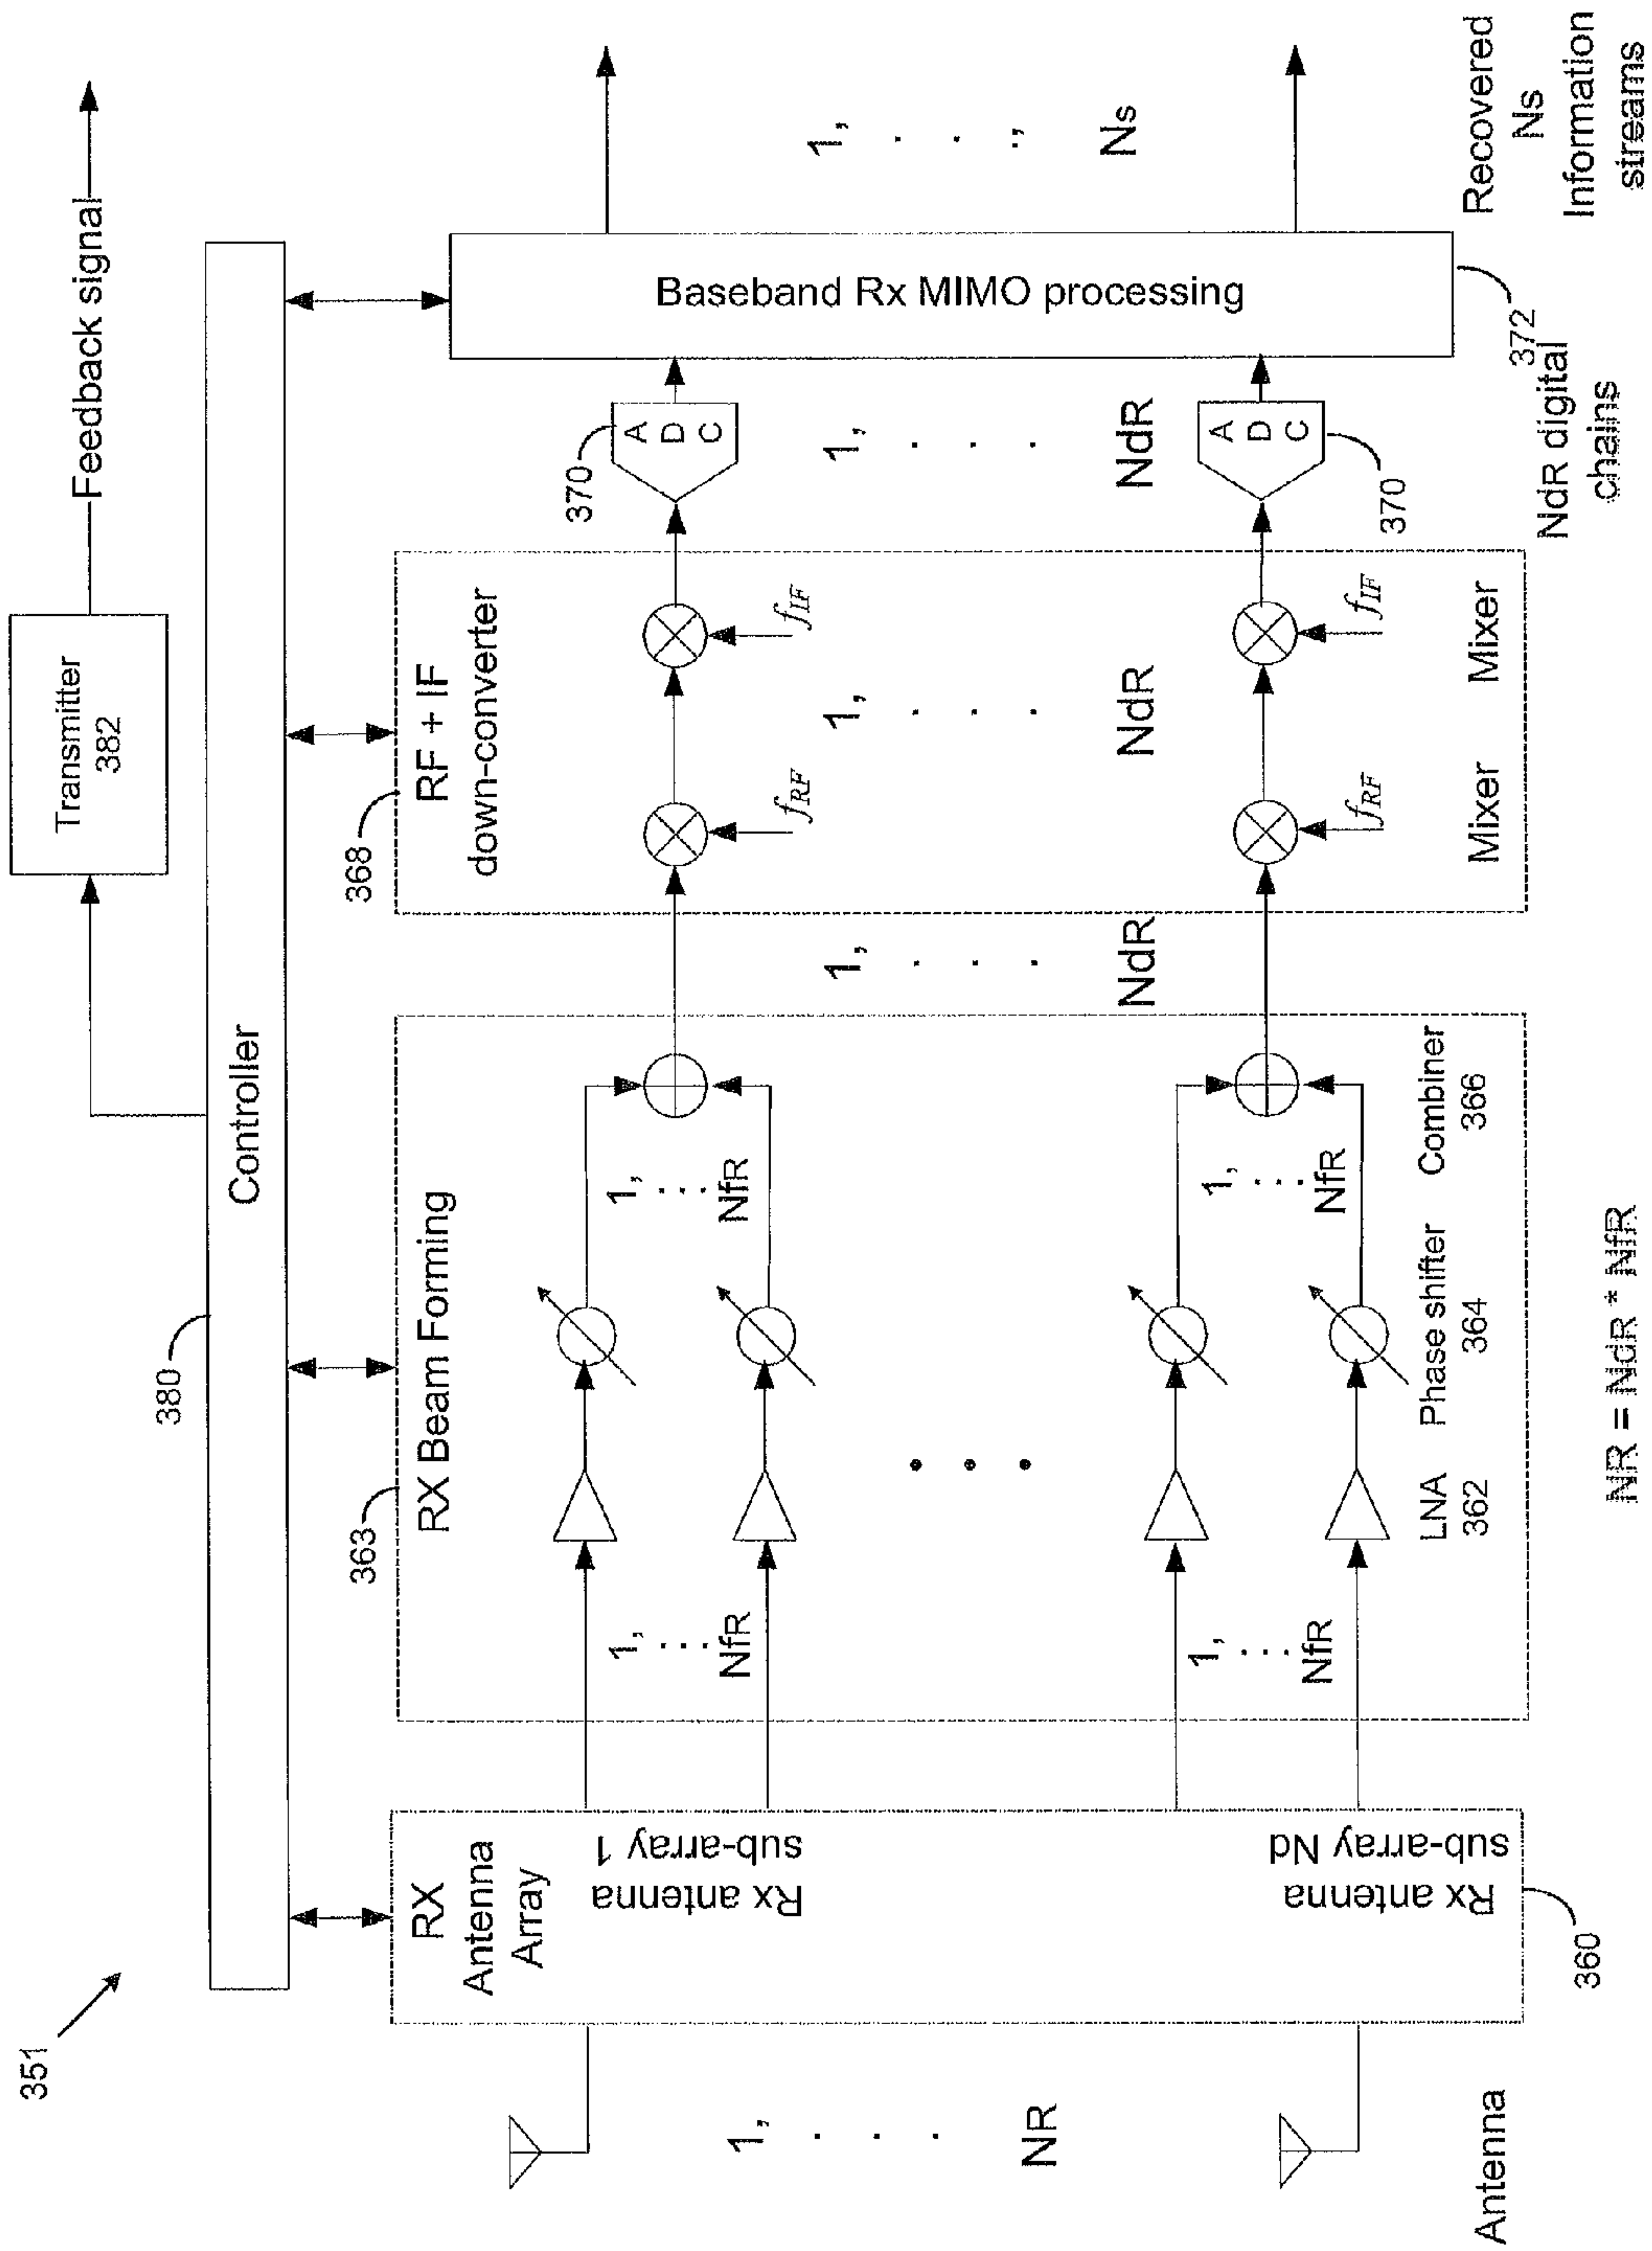 351
Transmitter
382
Feedback signal
380
Controller
RX
Antenna
Array
Rx antenna
sub-array 1
Rx antenna
sub-array Nd
360
Antenna
1,
. . .
NR
363
RX Beam Forming
1,
...
NfR
1,
...
NfR
1,
...
NfR
1,
...
NfR
. . .
LNA
362
Phase shifter
364
Combiner
366
NR = NdR * NfR
1,
. . .
NdR
368
RF + IF
down-converter
fRF
fIF
1,
. . .
NdR
fRF
fIF
Mixer
Mixer
370
A
D
C
1,
. . .
NdR
A
D
C
370
NdR digital
chains
Baseband Rx MIMO processing
372
1,
. . .,
Ns
Recovered
Ns
Information
streams